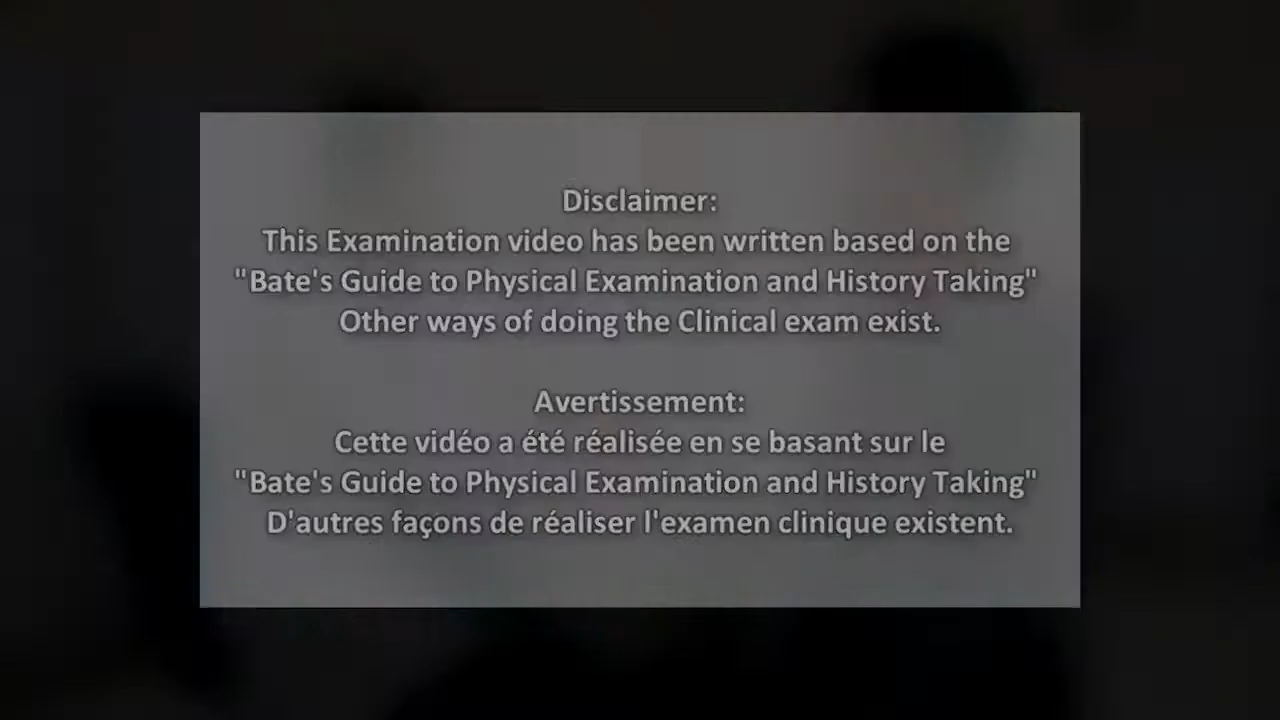 Disclaimer:
This Examination video has been written based on the
"Bate's Guide to Physical Examination and History Taking"
Other ways of doing the Clinical exam exist.
Avertissement:
Cette vidéo a été réalisée en se basant sur le
"Bate's Guide to Physical Examination and History Taking"
D'autres façons de réaliser l'examen clinique existent.